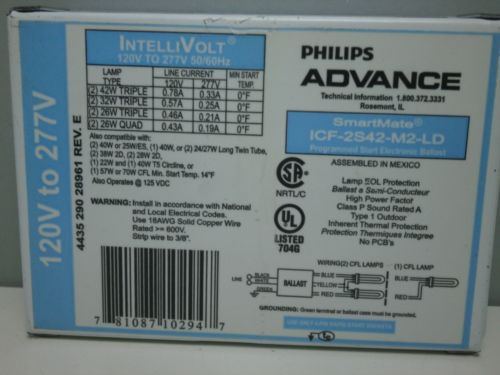 120V to 277V
4435 290 28961 REV. E
INTELLIVOLT®
120V TO 277V 50/60Hz
LAMP TYPE LINE CURRENT MIN START TEMP.
120V 277V
(2) 42W TRIPLE 0.78A 0.33A 0°F
(2) 32W TRIPLE 0.57A 0.25A 0°F
(2) 26W TRIPLE 0.46A 0.21A 0°F
(2) 26W QUAD 0.43A 0.19A 0°F
Also compatible with:
(2) 40W or 25W/ES, (1) 40W, or (2) 24/27W Long Twin Tube,
(2) 38W 2D, (2) 28W 2D,
(1) 22W and (1) 40W T5 Circline, or
(1) 57W or 70W CFL Min. Start Temp. 14°F
Also Operates @ 125 VDC
WARNING: Install in accordance with National
and Local Electrical Codes.
Use 18AWG Solid Copper Wire
Rated >= 600V.
Strip wire to 3/8".
7 81087 10294 7
PHILIPS
ADVANCE
Technical Information 1.800.372.3331
Rosemont, IL
SmartMate®
ICF-2S42-M2-LD
Programmed Start Electronic Ballast
ASSEMBLED IN MEXICO
SA
NRTL/C
UL
LISTED
704G
Lamp EOL Protection
Ballast a Semi-Conducteur
High Power Factor
Class P Sound Rated A
Type 1 Outdoor
Inherent Thermal Protection
Protection Thermiques Integree
No PCB's
WIRING (2) CFL LAMPS (1) CFL LAMP
LINE
BLACK
WHITE
GREEN
BALLAST
BLUE
YELLOW
RED
BLUE
RED
GROUNDING: Green terminal or ballast case must be grounded.